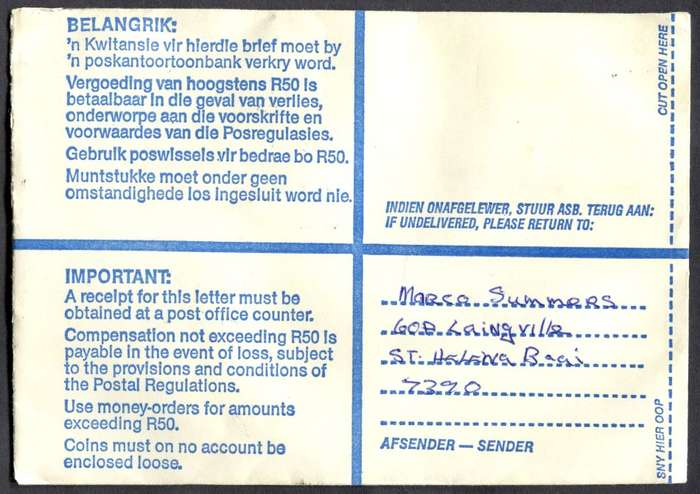 BELANGRIK:
'n Kwitansie vir hierdie brief moet by
'n poskantoortoonbank verkry word.
Vergoeding van hoogstens R50 is
betaalbaar in die geval van verlies,
onderworpe aan die voorskrifte en
voorwaardes van die Posregulasies.
Gebruik poswissels vir bedrae bo R50.
Muntstukke moet onder geen
omstandighede los ingesluit word nie.
CUT OPEN HERE
INDIEN ONAFGELEWER, STUUR ASB. TERUG AAN:
IF UNDELIVERED, PLEASE RETURN TO:
IMPORTANT:
A receipt for this letter must be
obtained at a post office counter.
Compensation not exceeding R50 is
payable in the event of loss, subject
to the provisions and conditions of
the Postal Regulations.
Use money-orders for amounts
exceeding R50.
Coins must on no account be
enclosed loose.
Summers
Laingville
ST. Helena Baai
7390
AFSENDER — SENDER
SNY HIER OOP